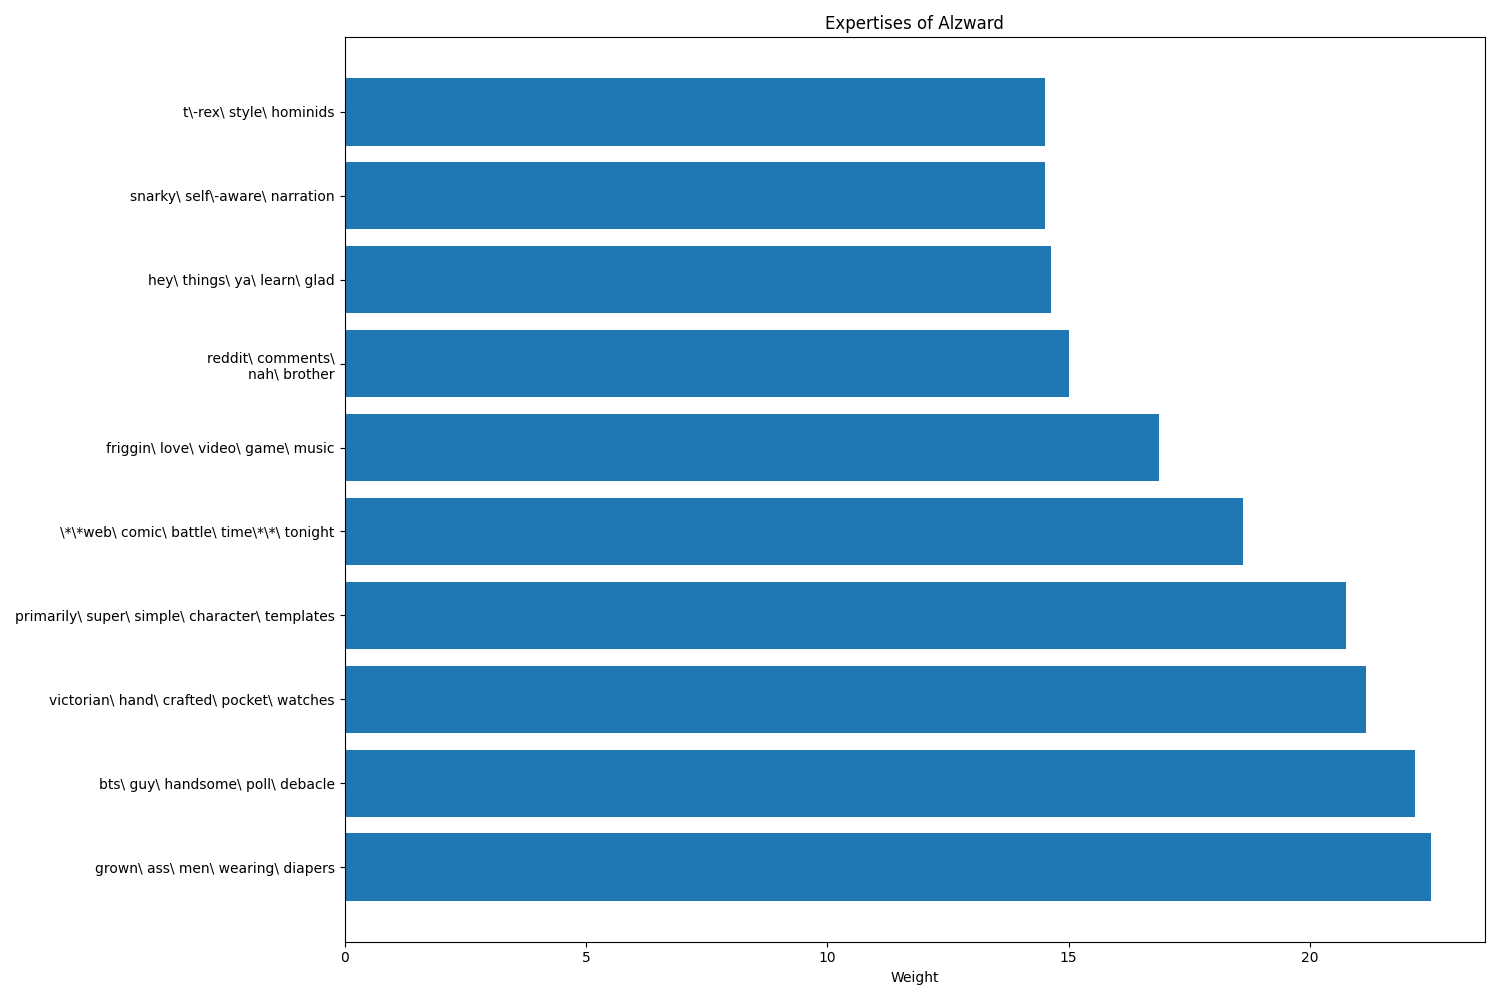 Expertises of Alzward
t\-rex\ style\ hominids
snarky\ self\-aware\ narration
hey\ things\ ya\ learn\ glad
reddit\ comments\
nah\ brother
friggin\ love\ video\ game\ music
\*\*web\ comic\ battle\ time\*\*\ tonight
primarily\ super\ simple\ character\ templates
victorian\ hand\ crafted\ pocket\ watches
bts\ guy\ handsome\ poll\ debacle
grown\ ass\ men\ wearing\ diapers
0 5 10 15 20
Weight